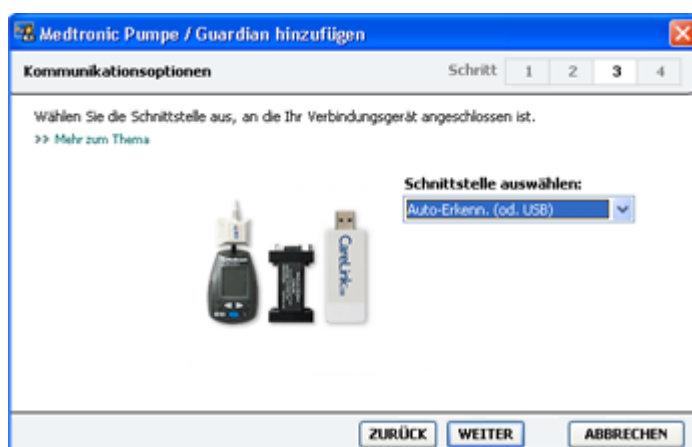 Medtronic Pumpe / Guardian hinzufügen
Kommunikationsoptionen
Schritt 1 2 3 4
Wählen Sie die Schnittstelle aus, an die Ihr Verbindungsgerät angeschlossen ist.
>> Mehr zum Thema
Schnittstelle auswählen:
Auto-Erkenn. (od. USB)
CareLink
ZURÜCK WEITER ABBRECHEN